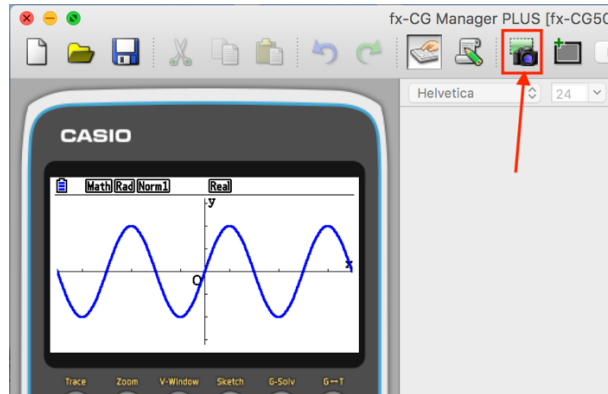 fx-CG Manager PLUS [fx-CG50
Helvetica 24
CASIO
Math Rad Norm1 Real
y
x
O
Trace Zoom V-Window Sketch G-Solv G↔T